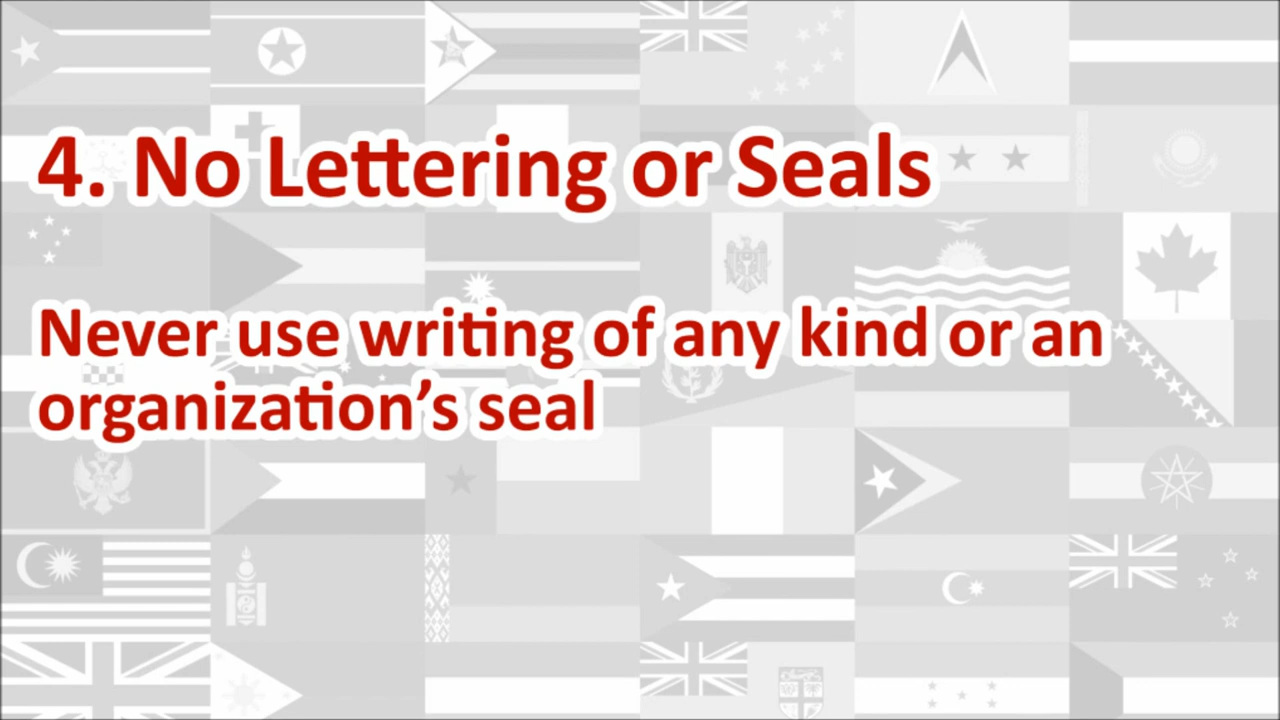 4. No Lettering or Seals
Never use writing of any kind or an
organization’s seal